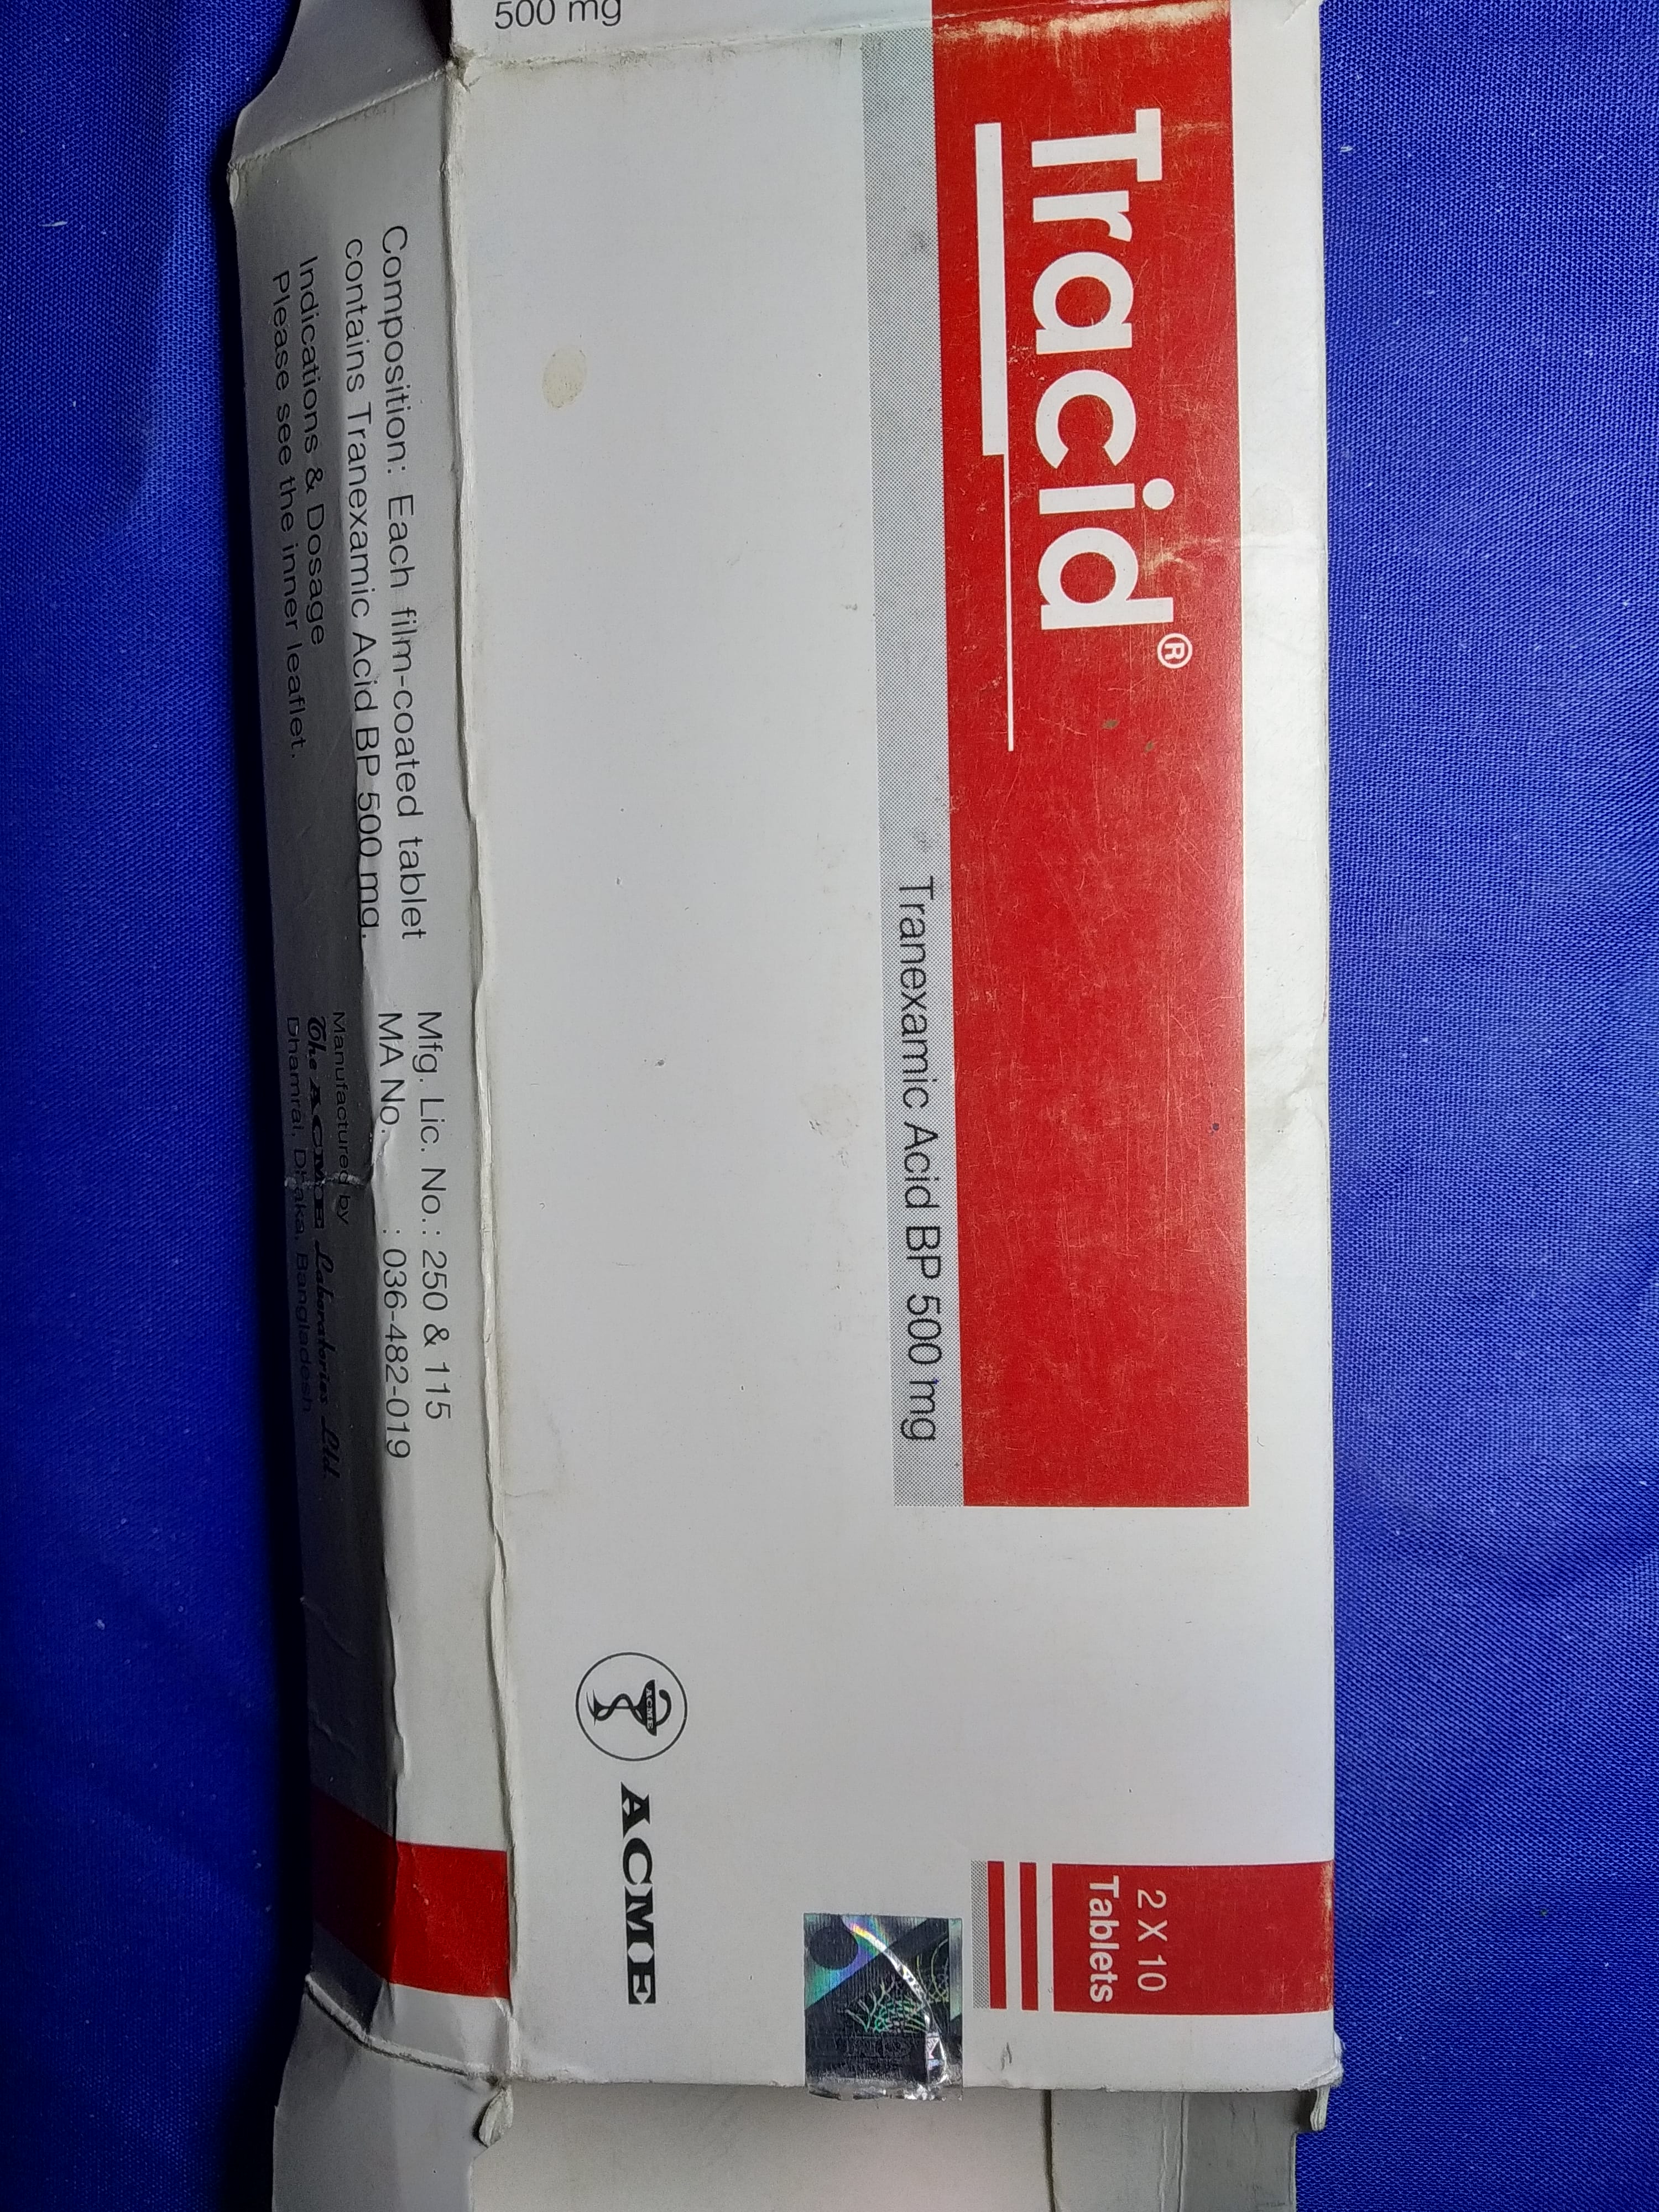 Tracid®
Tranexamic Acid BP 500 mg
2 X 10
Tablets
ACME
ACME
500 mg
Composition: Each film-coated tablet
contains Tranexamic Acid BP 500 mg.
Indications & Dosage
Please see the inner leaflet.
Mfg. Lic. No.: 250 & 115
MA No. : 036-482-019
Manufactured by
The ACME Laboratories Ltd.
Dhamrai, Dhaka, Bangladesh